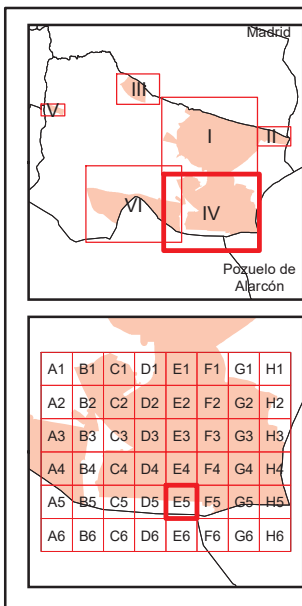 Madrid
III
V
I
II
VI
IV
Pozuelo de
Alarcón
A1 B1 C1 D1 E1 F1 G1 H1
A2 B2 C2 D2 E2 F2 G2 H2
A3 B3 C3 D3 E3 F3 G3 H3
A4 B4 C4 D4 E4 F4 G4 H4
A5 B5 C5 D5 E5 F5 G5 H5
A6 B6 C6 D6 E6 F6 G6 H6